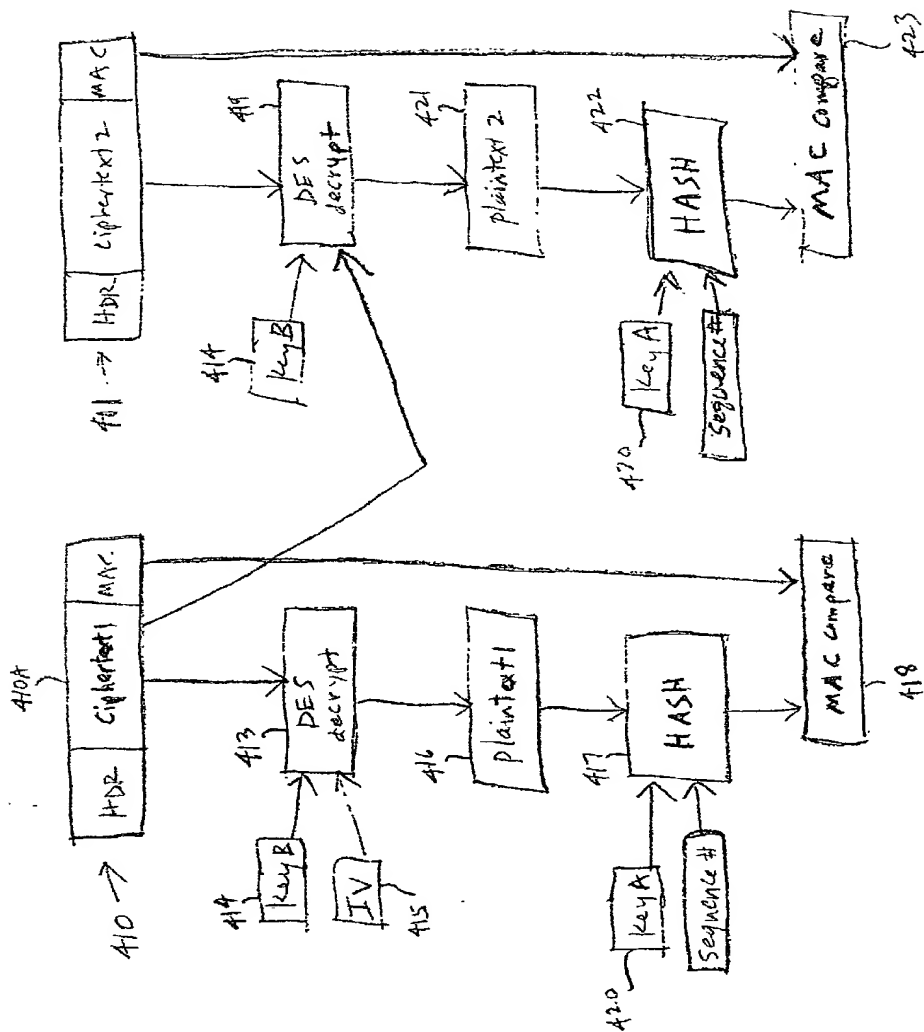 410 →
410A
HDR
Ciphertext1
MAC
411 →
HDR
Ciphertext 2
MAC
414
KeyB
IV
415
413
DES
decrypt
414
KeyB
419
DES
decrypt
416
plaintext1
421
plaintext 2
420
KeyA
Sequence #
417
HASH
420
KeyA
Sequence #
422
HASH
MAC compare
418
MAC compare
423